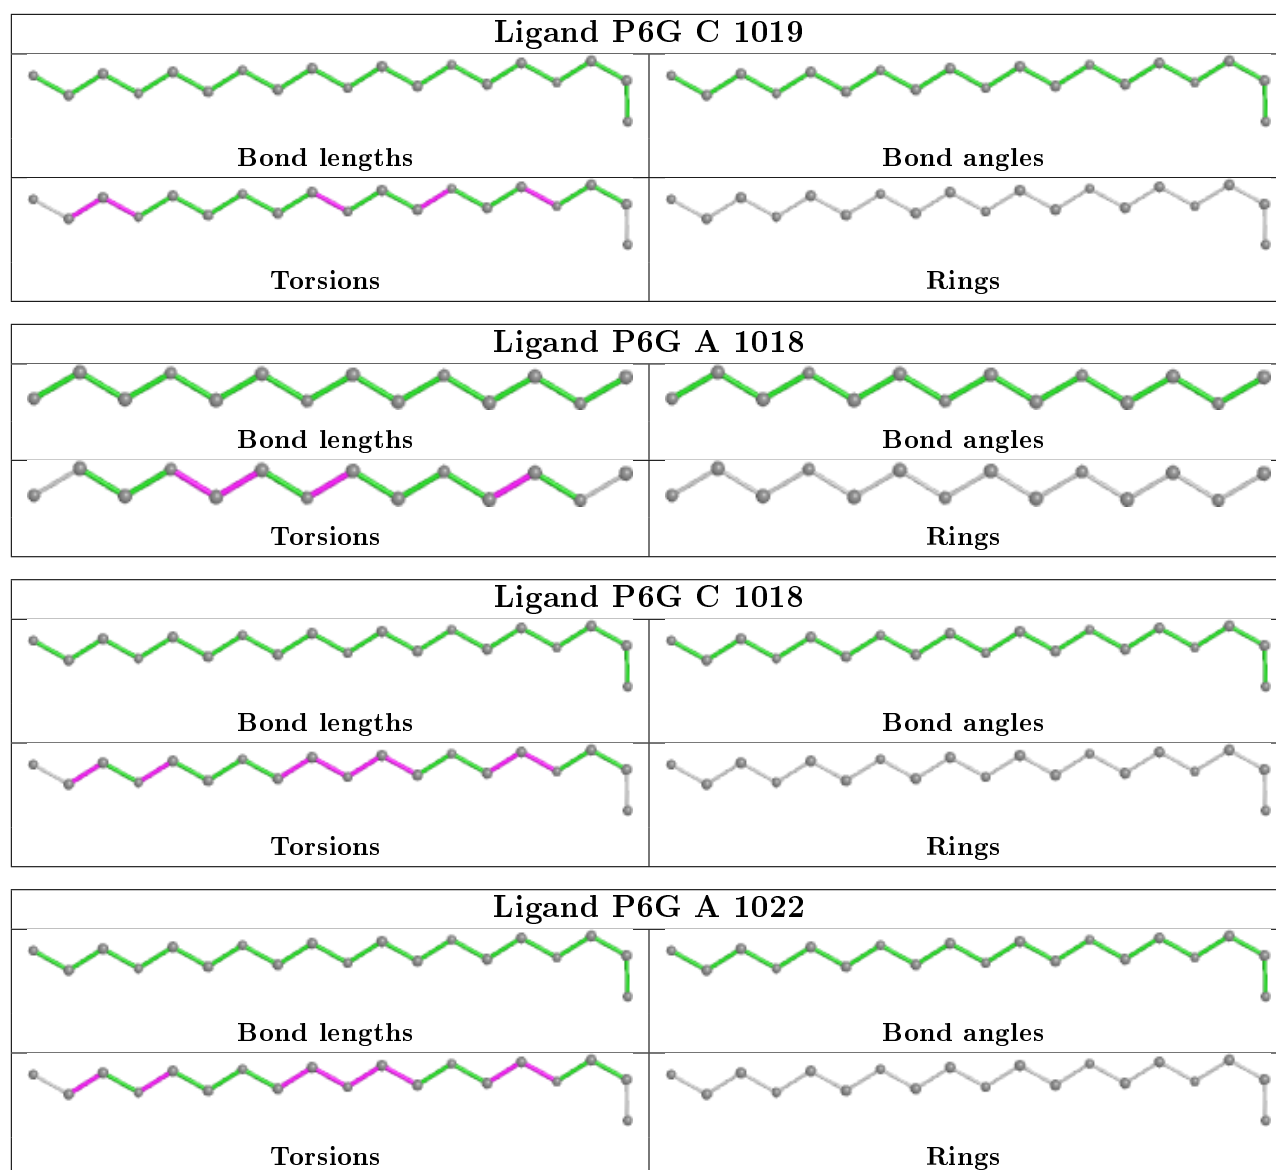 Ligand P6G C 1019
Bond lengths Bond angles
Torsions Rings
Ligand P6G A 1018
Bond lengths Bond angles
Torsions Rings
Ligand P6G C 1018
Bond lengths Bond angles
Torsions Rings
Ligand P6G A 1022
Bond lengths Bond angles
Torsions Rings